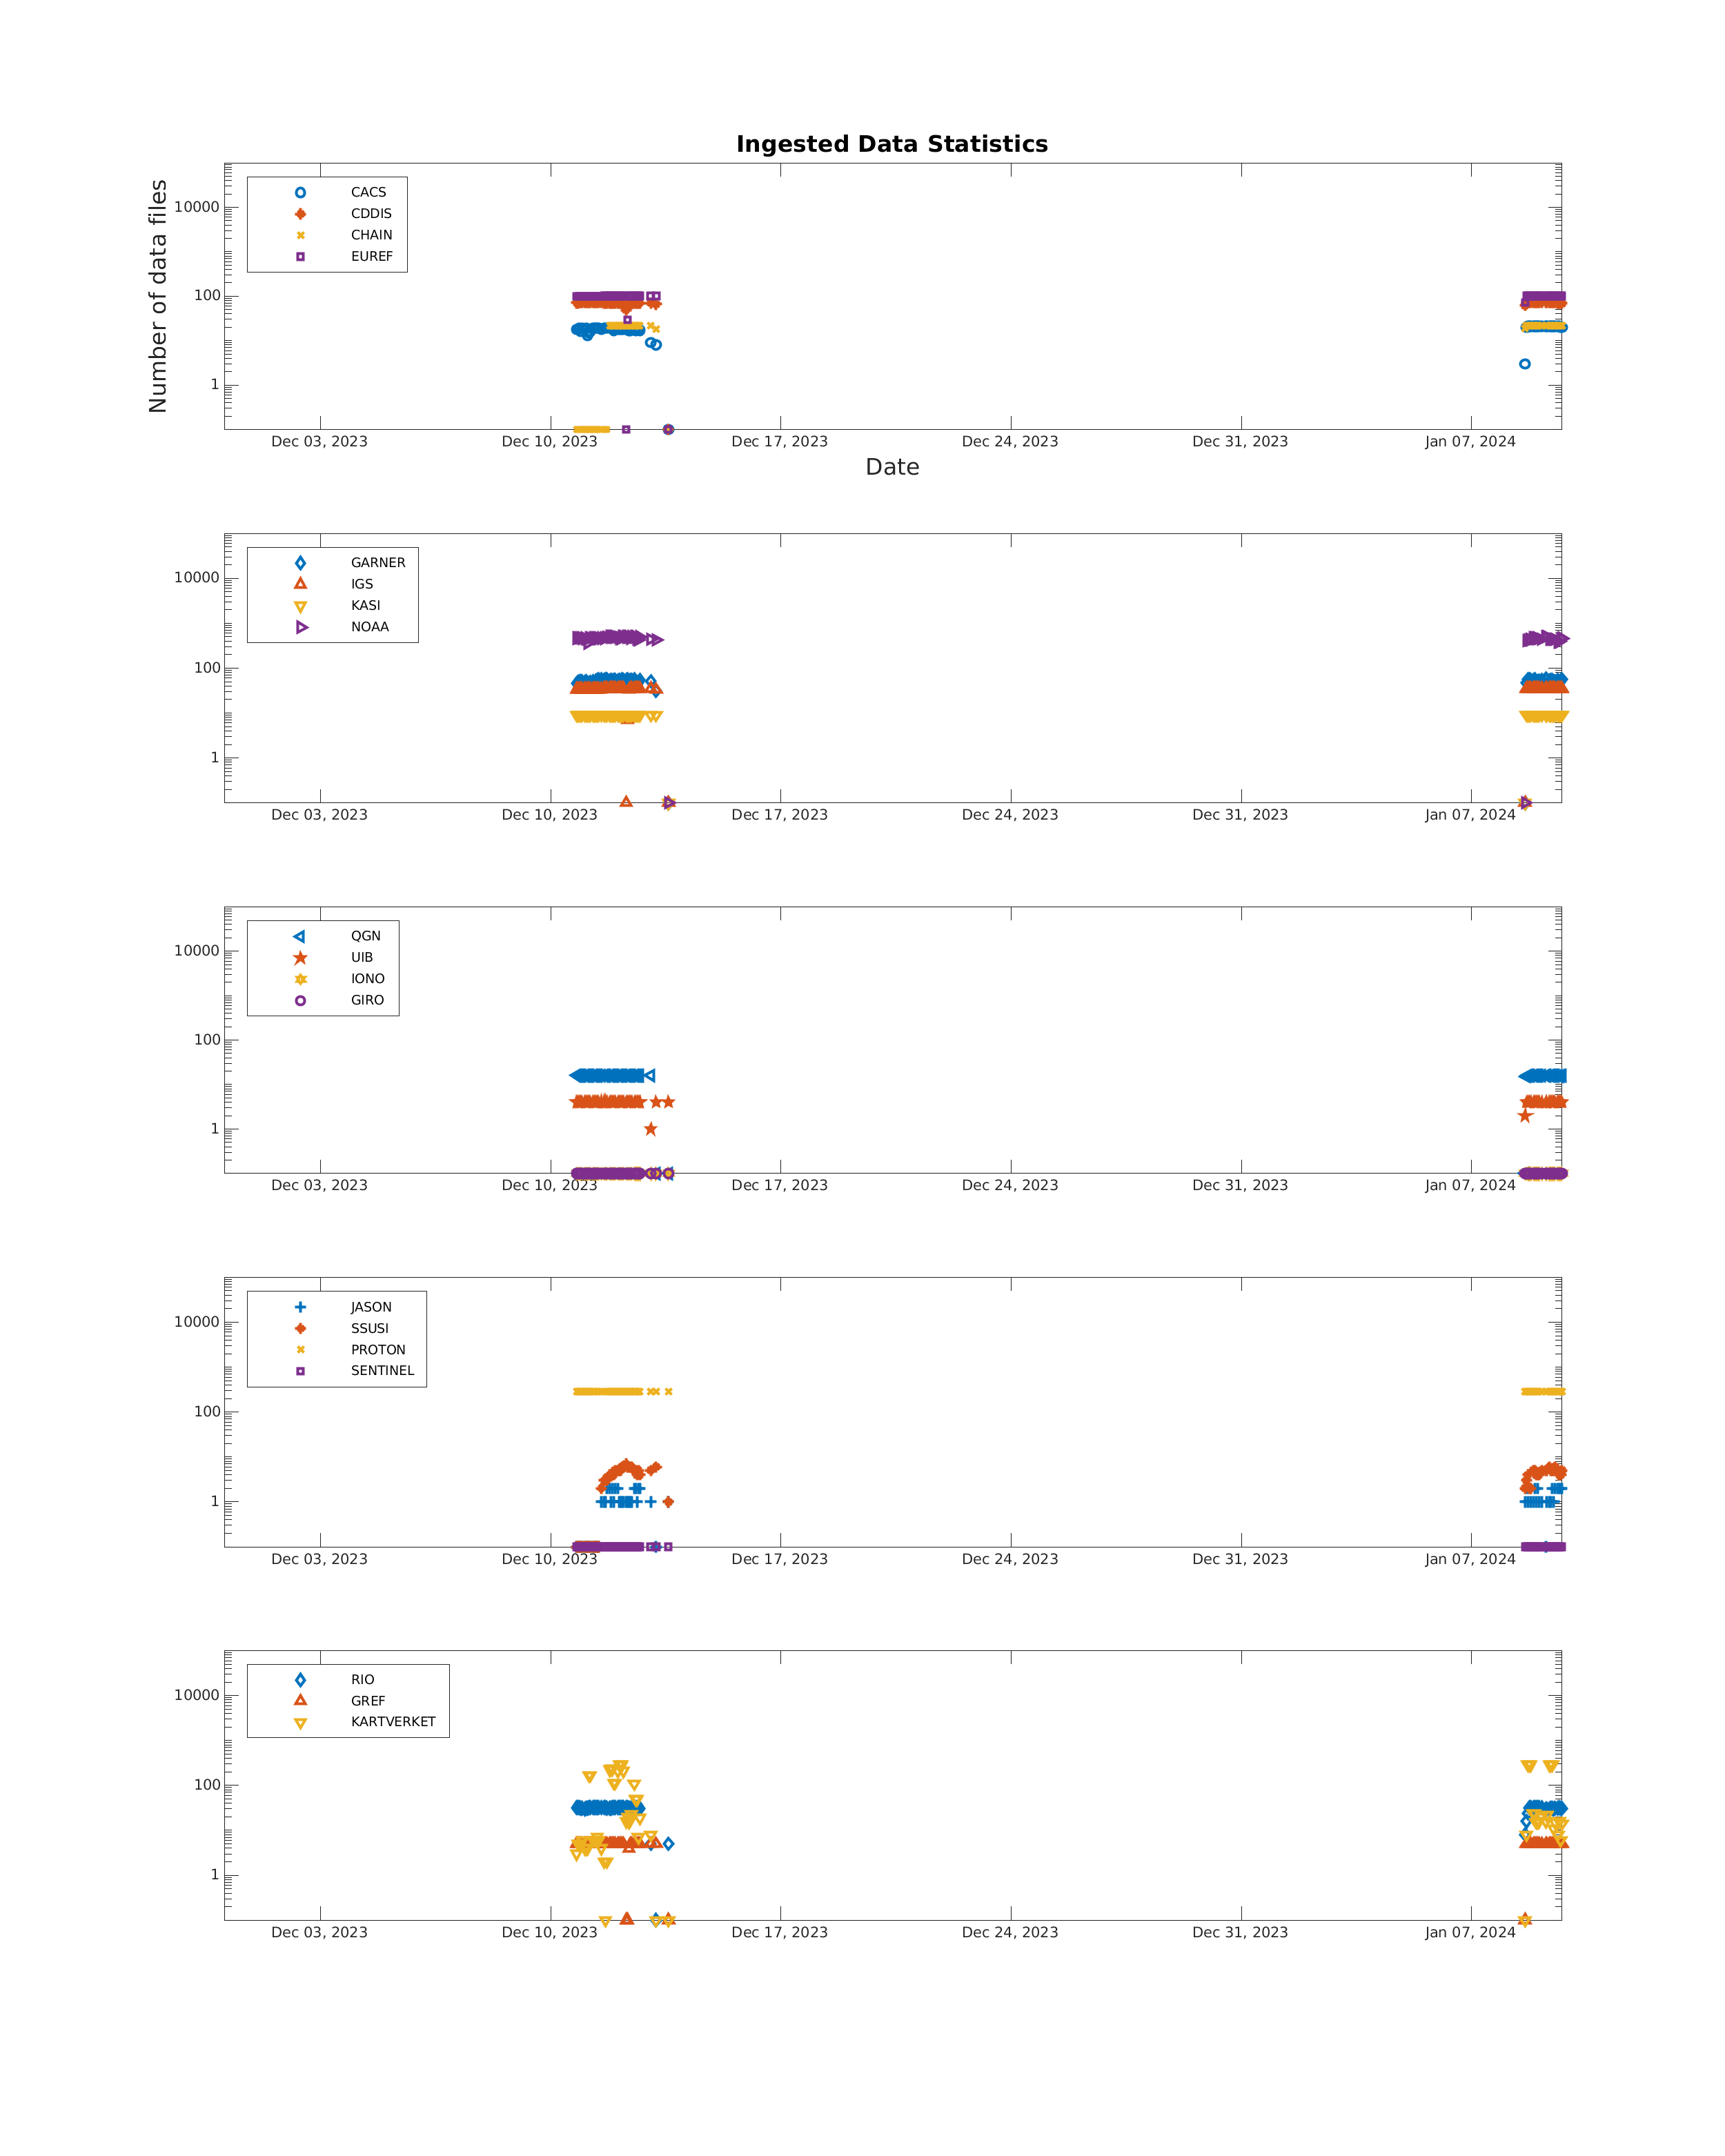 Ingested Data Statistics
Number of data files
10000
100
1
CACS
CDDIS
CHAIN
EUREF
Dec 03, 2023 Dec 10, 2023 Dec 17, 2023 Dec 24, 2023 Dec 31, 2023 Jan 07, 2024
Date
10000
100
1
GARNER
IGS
KASI
NOAA
Dec 03, 2023 Dec 10, 2023 Dec 17, 2023 Dec 24, 2023 Dec 31, 2023 Jan 07, 2024
10000
100
1
QGN
UIB
IONO
GIRO
Dec 03, 2023 Dec 10, 2023 Dec 17, 2023 Dec 24, 2023 Dec 31, 2023 Jan 07, 2024
10000
100
1
JASON
SSUSI
PROTON
SENTINEL
Dec 03, 2023 Dec 10, 2023 Dec 17, 2023 Dec 24, 2023 Dec 31, 2023 Jan 07, 2024
10000
100
1
RIO
GREF
KARTVERKET
Dec 03, 2023 Dec 10, 2023 Dec 17, 2023 Dec 24, 2023 Dec 31, 2023 Jan 07, 2024